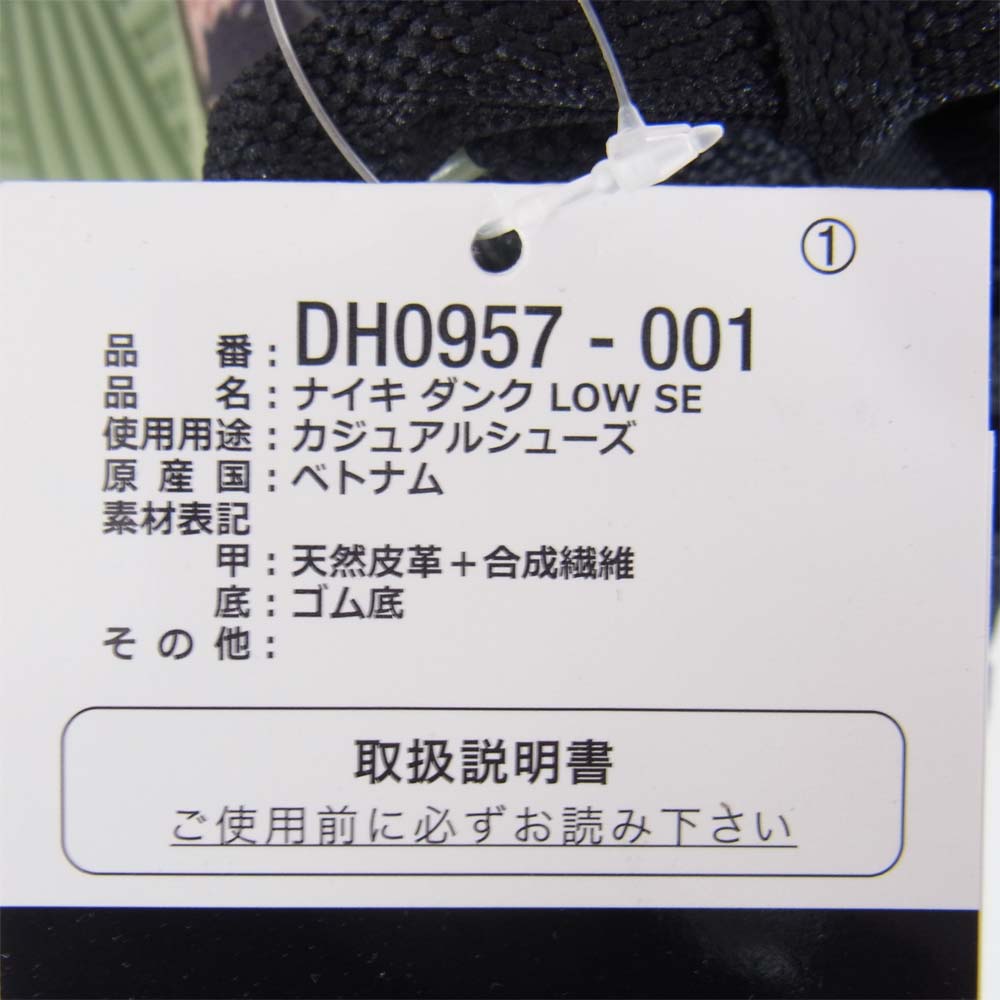 ①
品番:DH0957-001
品名:ナイキ ダンク LOW SE
使用用途:カジュアルシューズ
原産国:ベトナム
素材表記
甲:天然皮革+合成繊維
底:ゴム底
その他:
取扱説明書
ご使用前に必ずお読み下さい